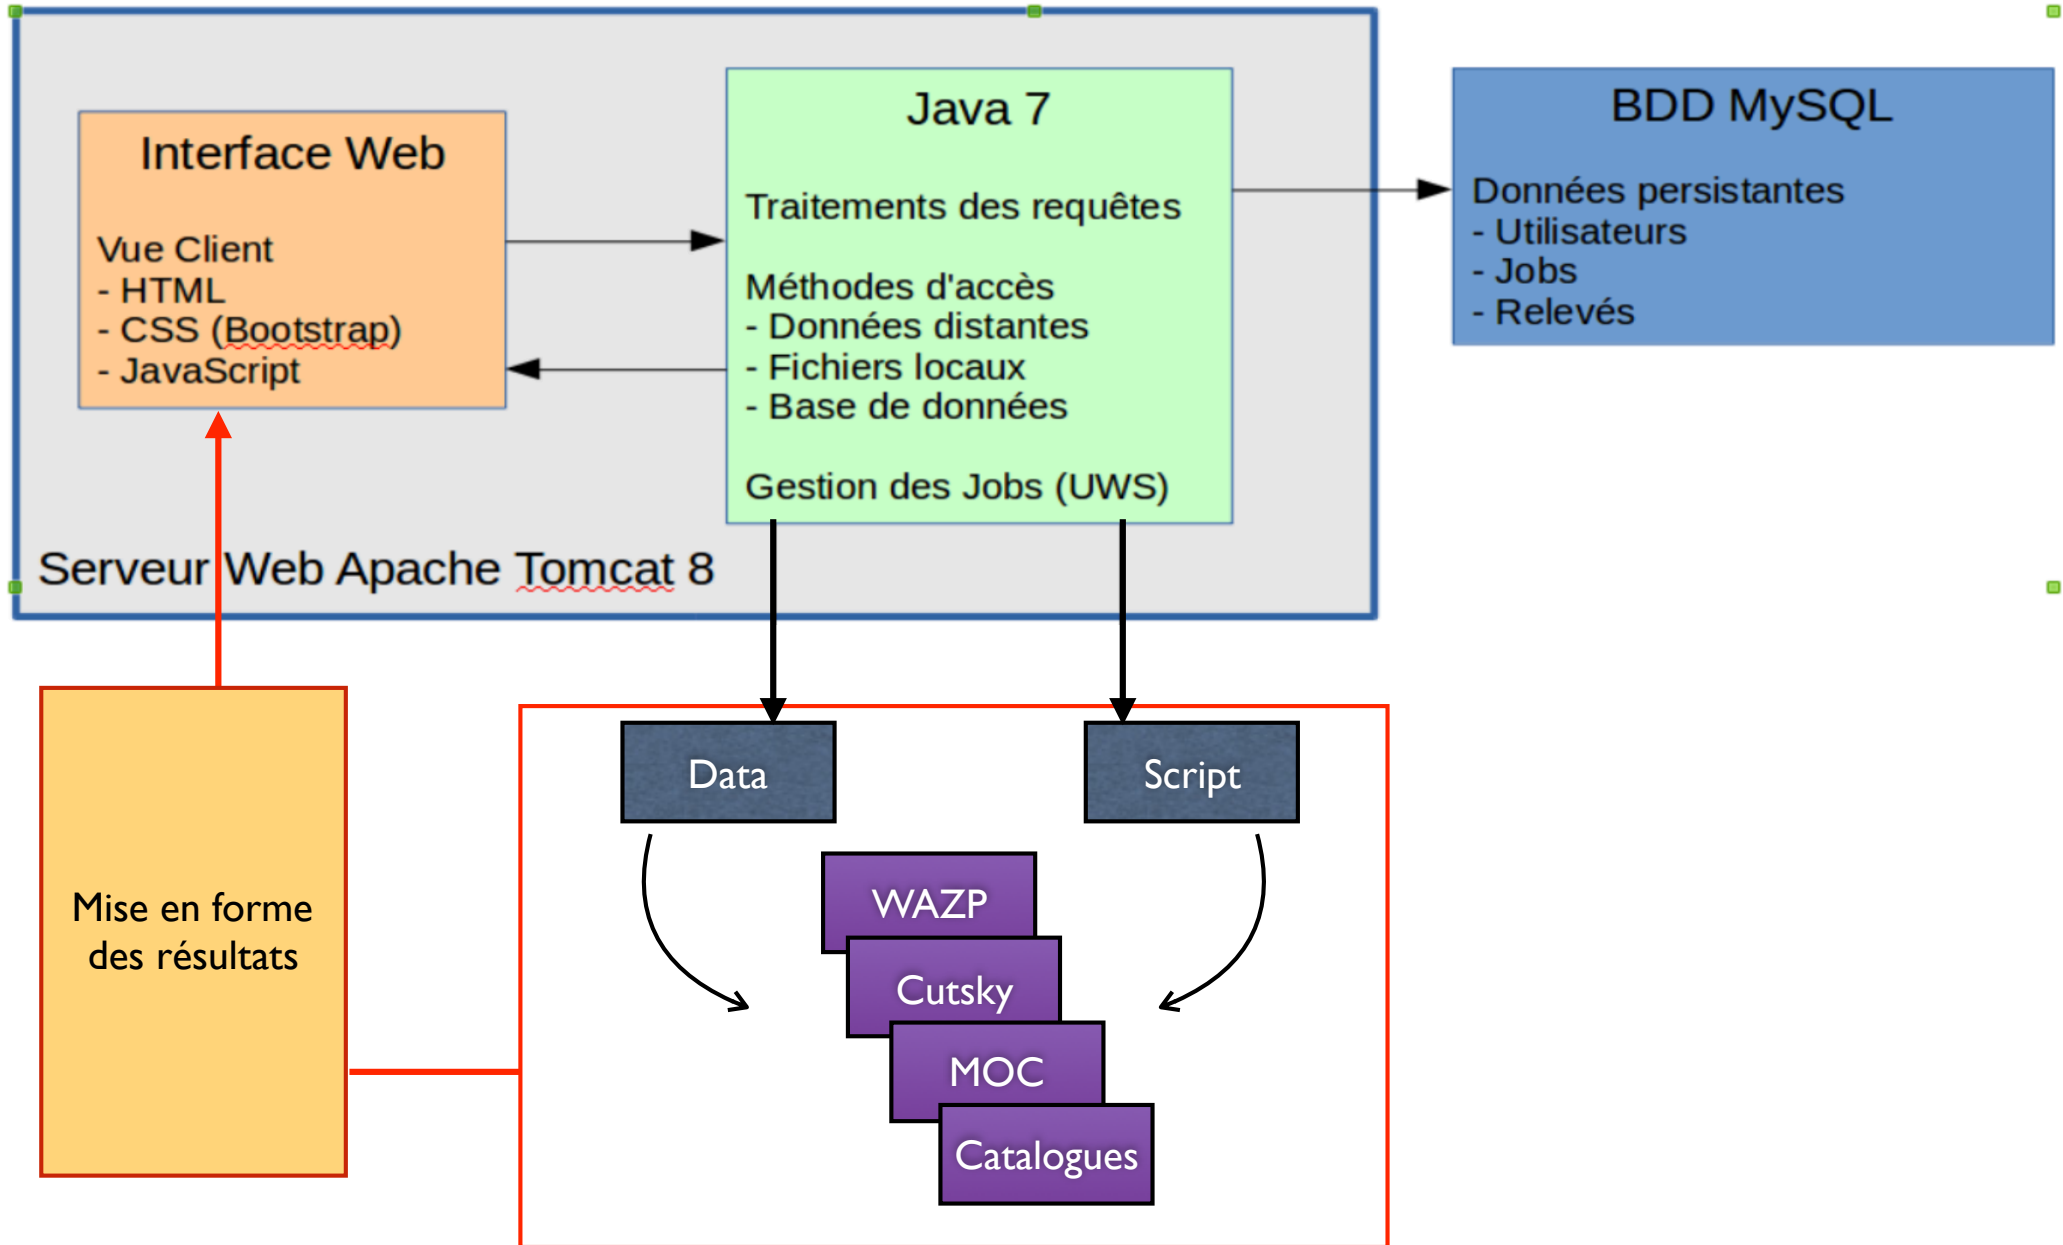 Interface Web
Vue Client
- HTML
- CSS (Bootstrap)
- JavaScript
Java 7
Traitements des requêtes
Méthodes d'accès
- Données distantes
- Fichiers locaux
- Base de données
Gestion des Jobs (UWS)
BDD MySQL
Données persistantes
- Utilisateurs
- Jobs
- Relevés
Serveur Web Apache Tomcat 8
Mise en forme
des résultats
Data
Script
WAZP
Cutsky
MOC
Catalogues